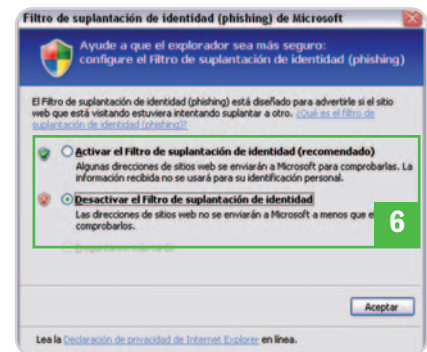 Filtro de suplantación de identidad (phishing) de Microsoft
Ayude a que el explorador sea más seguro:
configure el Filtro de suplantación de identidad (phishing)
El Filtro de suplantación de identidad (phishing) está diseñado para advertirle si el sitio
web que está visitando estuviera intentando suplantar a otro. ¿Qué es el filtro de
suplantación de identidad (phishing)?
Activar el Filtro de suplantación de identidad (recomendado)
Algunas direcciones de sitios web se enviarán a Microsoft para comprobarlas. La
información recibida no se usará para su identificación personal.
Desactivar el Filtro de suplantación de identidad
Las direcciones de sitios web no se enviarán a Microsoft a menos que e
comprobarlos.
6
Aceptar
Lea la Declaración de privacidad de Internet Explorer en línea.